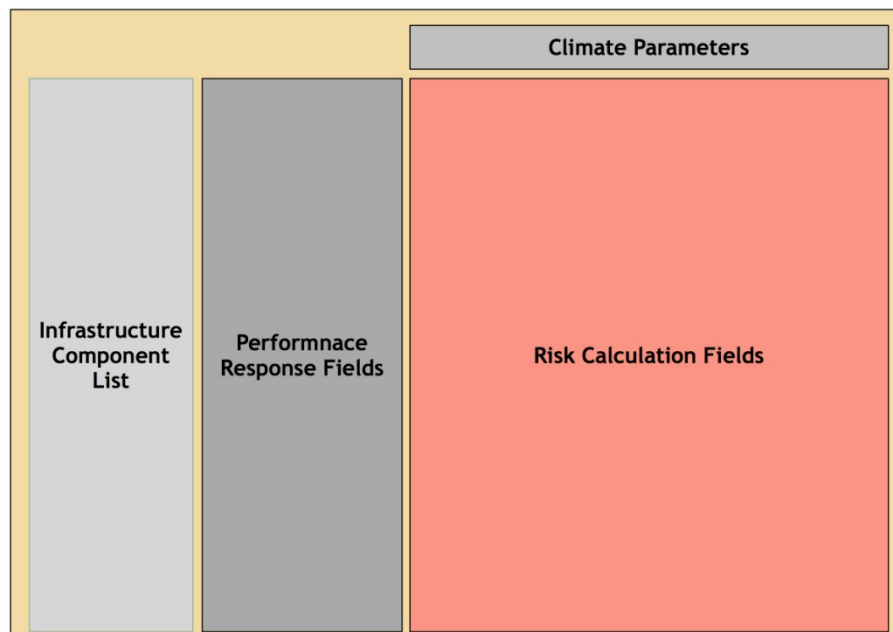 Climate Parameters
Infrastructure
Component
List
Performnace
Response Fields
Risk Calculation Fields